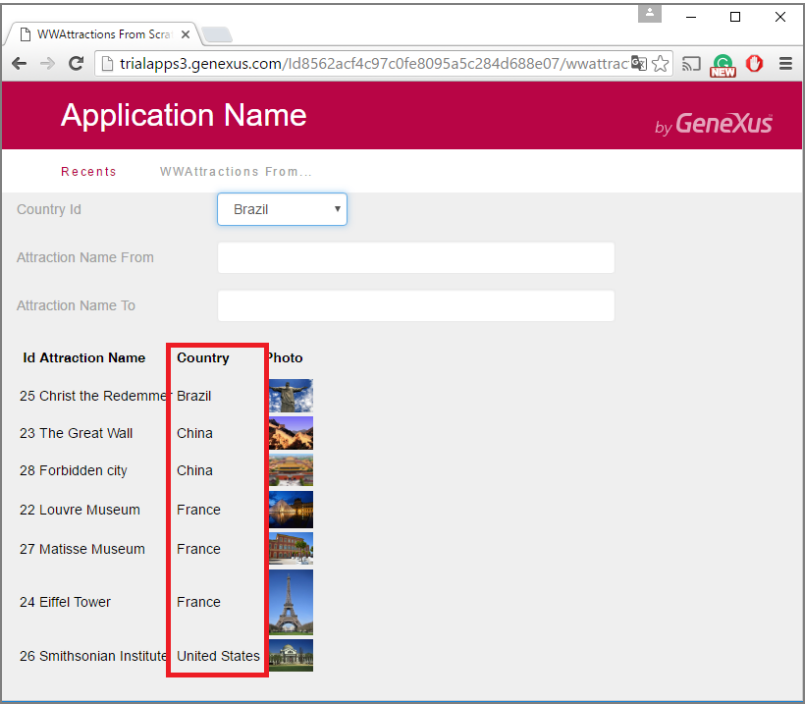 WWAttractions From Scra
trialapps3.genexus.com/Id8562acf4c97c0fe8095a5c284d688e07/wwattrac
NEW
Application Name
by GeneXus
Recents WWAttractions From...
Country Id Brazil
Attraction Name From
Attraction Name To
Id Attraction Name Country Photo
25 Christ the Redemmer Brazil
23 The Great Wall China
28 Forbidden city China
22 Louvre Museum France
27 Matisse Museum France
24 Eiffel Tower France
26 Smithsonian Institute United States